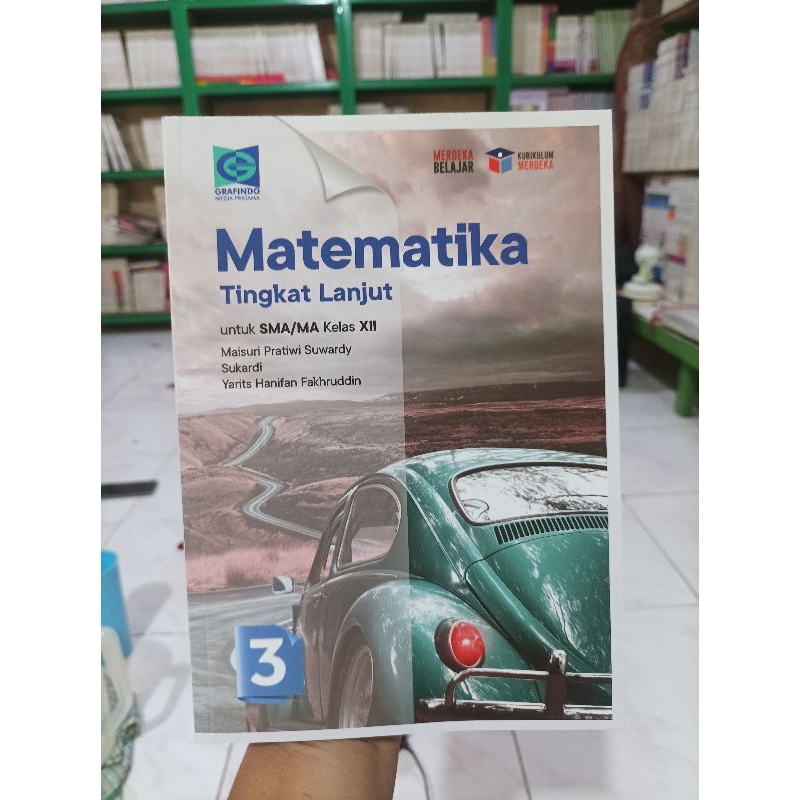 GRAFINDO
MEDIA PRATAMA
MERDEKA
BELAJAR
KURIKULUM
MERDEKA
Matematika
Tingkat Lanjut
untuk SMA/MA Kelas XII
Maisuri Pratiwi Suwardy
Sukardi
Yarits Hanifan Fakhruddin
3